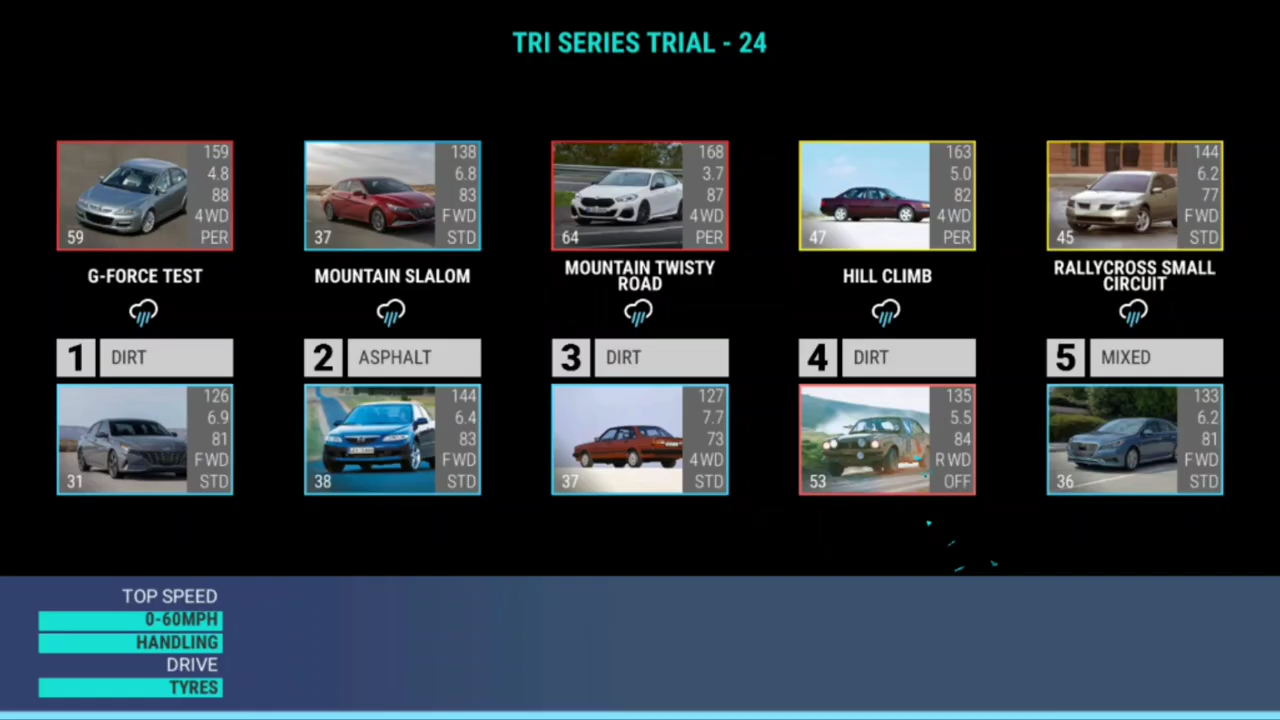 TRI SERIES TRIAL - 24
159
4.8
88
4WD
59
PER
138
6.8
83
FWD
37
STD
168
3.7
87
4WD
64
PER
163
5.0
82
4WD
47
PER
144
6.2
77
FWD
45
STD
G-FORCE TEST
MOUNTAIN SLALOM
MOUNTAIN TWISTY
ROAD
HILL CLIMB
RALLYCROSS SMALL
CIRCUIT
1 DIRT
2 ASPHALT
3 DIRT
4 DIRT
5 MIXED
126
6.9
81
FWD
31
STD
144
6.4
83
FWD
38
STD
127
7.7
73
4WD
37
STD
135
5.5
84
RWD
53
OFF
133
6.2
81
FWD
36
STD
TOP SPEED
0-60MPH
HANDLING
DRIVE
TYRES